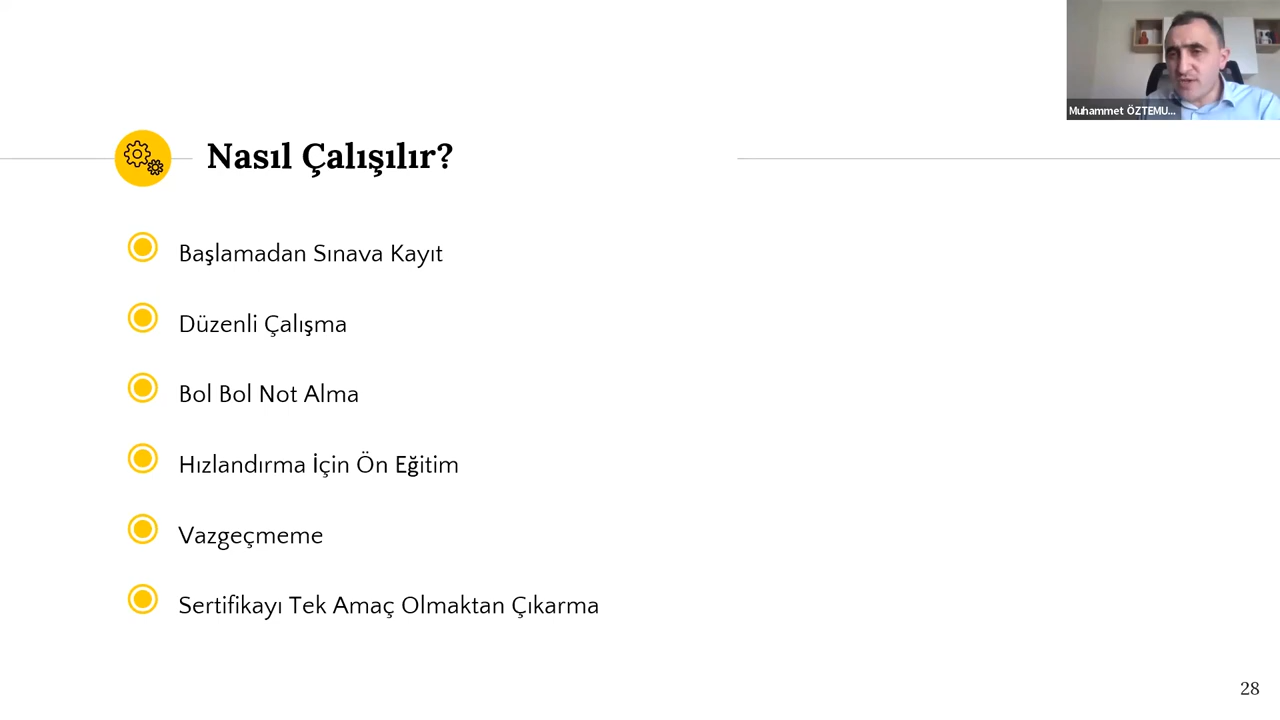 Muhammet ÖZTEMU...
Nasıl Çalışılır?
Başlamadan Sınava Kayıt
Düzenli Çalışma
Bol Bol Not Alma
Hızlandırma İçin Ön Eğitim
Vazgeçmeme
Sertifikayı Tek Amaç Olmaktan Çıkarma
28